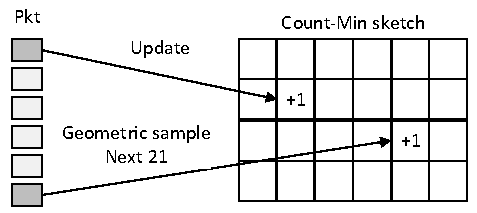 Pkt
Count-Min sketch
Update
+1
Geometric sample
Next 21
+1